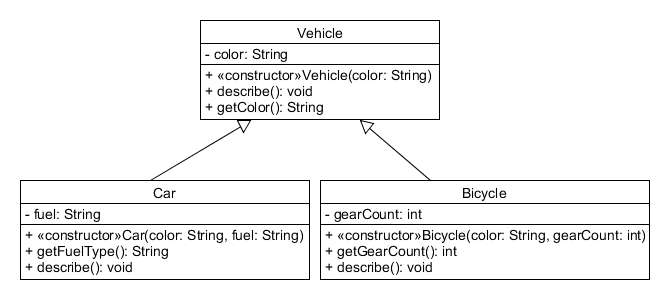 Vehicle
- color: String
+ «constructor»Vehicle(color: String)
+ describe(): void
+ getColor(): String
Car
- fuel: String
+ «constructor»Car(color: String, fuel: String)
+ getFuelType(): String
+ describe(): void
Bicycle
- gearCount: int
+ «constructor»Bicycle(color: String, gearCount: int)
+ getGearCount(): int
+ describe(): void